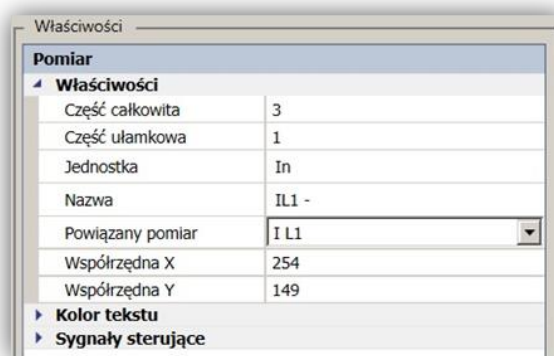 Właściwości
Pomiar
Właściwości
Część całkowita 3
Część ułamkowa 1
Jednostka In
Nazwa IL1 -
Powiązany pomiar I L1
Współrzędna X 254
Współrzędna Y 149
Kolor tekstu
Sygnały sterujące